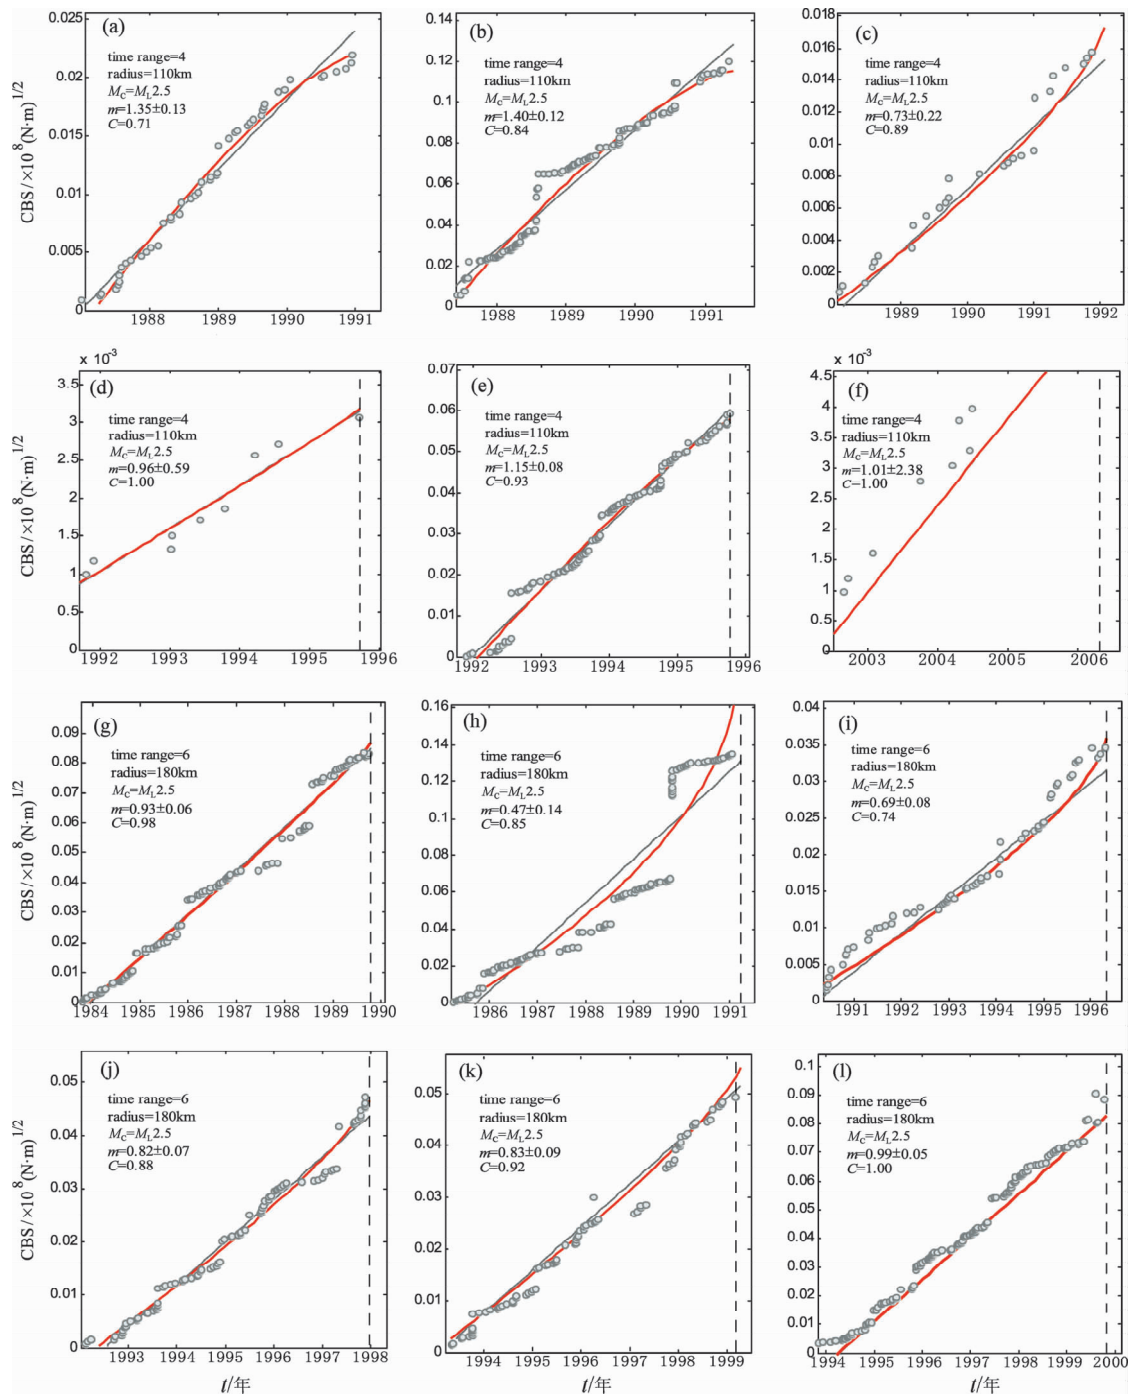 CBS/×10⁸(N·m)^1/2
(a)
time range=4
radius=110km
M_C=M_L2.5
m=1.35±0.13
C=0.71
0.025
0.02
0.015
0.01
0.005
0
1988 1989 1990 1991
(b)
time range=4
radius=110km
M_C=M_L2.5
m=1.40±0.12
C=0.84
0.14
0.12
0.1
0.08
0.06
0.04
0.02
0
1988 1989 1990 1991
(c)
time range=4
radius=110km
M_C=M_L2.5
m=0.73±0.22
C=0.89
0.018
0.016
0.014
0.012
0.01
0.008
0.006
0.004
0.002
0
1989 1990 1991 1992
CBS/×10⁸(N·m)^1/2
x 10⁻³
(d)
time range=4
radius=110km
M_C=M_L2.5
m=0.96±0.59
C=1.00
3.5
3
2.5
2
1.5
1
0.5
0
1992 1993 1994 1995 1996
(e)
time range=4
radius=110km
M_C=M_L2.5
m=1.15±0.08
C=0.93
0.07
0.06
0.05
0.04
0.03
0.02
0.01
0
1992 1993 1994 1995 1996
x 10⁻³
(f)
time range=4
radius=110km
M_C=M_L2.5
m=1.01±2.38
C=1.00
4.5
4
3.5
3
2.5
2
1.5
1
0.5
0
2003 2004 2005 2006
CBS/×10⁸(N·m)^1/2
(g)
time range=6
radius=180km
M_C=M_L2.5
m=0.93±0.06
C=0.98
0.09
0.08
0.07
0.06
0.05
0.04
0.03
0.02
0.01
0
1984 1985 1986 1987 1988 1989 1990
(h)
time range=6
radius=180km
M_C=M_L2.5
m=0.47±0.14
C=0.85
0.16
0.14
0.12
0.1
0.08
0.06
0.04
0.02
0
1986 1987 1988 1989 1990 1991
(i)
time range=6
radius=180km
M_C=M_L2.5
m=0.69±0.08
C=0.74
0.04
0.035
0.03
0.025
0.02
0.015
0.01
0.005
0
1991 1992 1993 1994 1995 1996
CBS/×10⁸(N·m)^1/2
(j)
time range=6
radius=180km
M_C=M_L2.5
m=0.82±0.07
C=0.88
0.05
0.04
0.03
0.02
0.01
0
1993 1994 1995 1996 1997 1998
t/年
(k)
time range=6
radius=180km
M_C=M_L2.5
m=0.83±0.09
C=0.92
0.05
0.04
0.03
0.02
0.01
0
1994 1995 1996 1997 1998 1999
t/年
(l)
time range=6
radius=180km
M_C=M_L2.5
m=0.99±0.05
C=1.00
0.1
0.09
0.08
0.07
0.06
0.05
0.04
0.03
0.02
0.01
0
1994 1995 1996 1997 1998 1999 2000
t/年